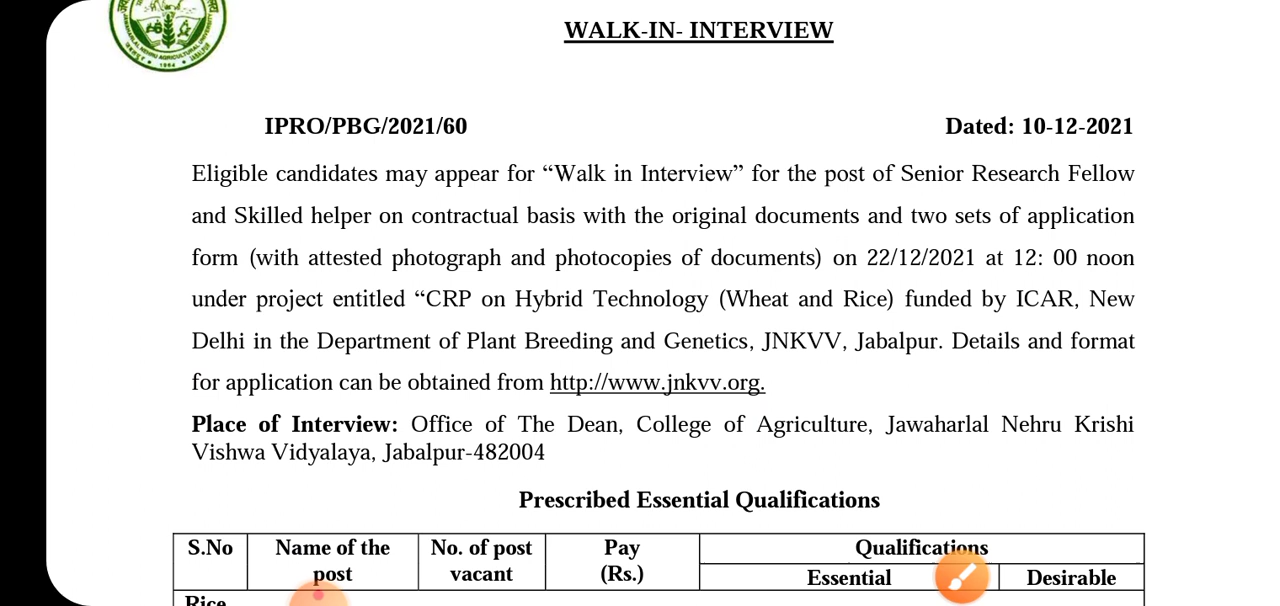 WALK-IN- INTERVIEW
IPRO/PBG/2021/60 Dated: 10-12-2021
Eligible candidates may appear for “Walk in Interview” for the post of Senior Research Fellow
and Skilled helper on contractual basis with the original documents and two sets of application
form (with attested photograph and photocopies of documents) on 22/12/2021 at 12: 00 noon
under project entitled “CRP on Hybrid Technology (Wheat and Rice) funded by ICAR, New
Delhi in the Department of Plant Breeding and Genetics, JNKVV, Jabalpur. Details and format
for application can be obtained from http://www.jnkvv.org.
Place of Interview: Office of The Dean, College of Agriculture, Jawaharlal Nehru Krishi
Vishwa Vidyalaya, Jabalpur-482004
Prescribed Essential Qualifications
S.No Name of the post No. of post vacant Pay (Rs.) Qualifications
Essential Desirable
Rice